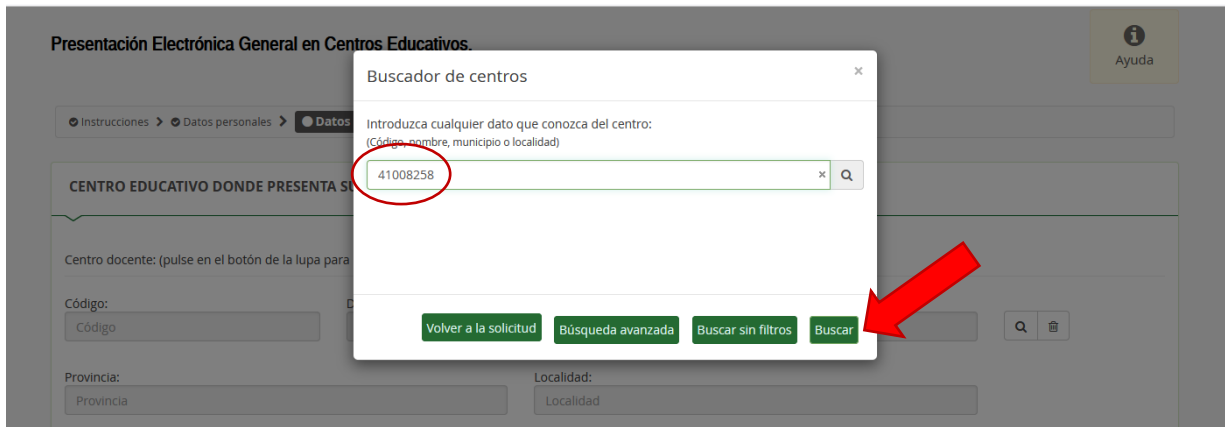 Presentación Electrónica General en Centros Educativos.
Ayuda
Instrucciones
Datos personales
Datos
CENTRO EDUCATIVO DONDE PRESENTA SU
Centro docente: (pulse en el botón de la lupa para
Código:
Código
Provincia:
Provincia
Localidad:
Localidad
Buscador de centros
×
Introduzca cualquier dato que conozca del centro:
(Código, nombre, municipio o localidad)
41008258
×
Volver a la solicitud
Búsqueda avanzada
Buscar sin filtros
Buscar